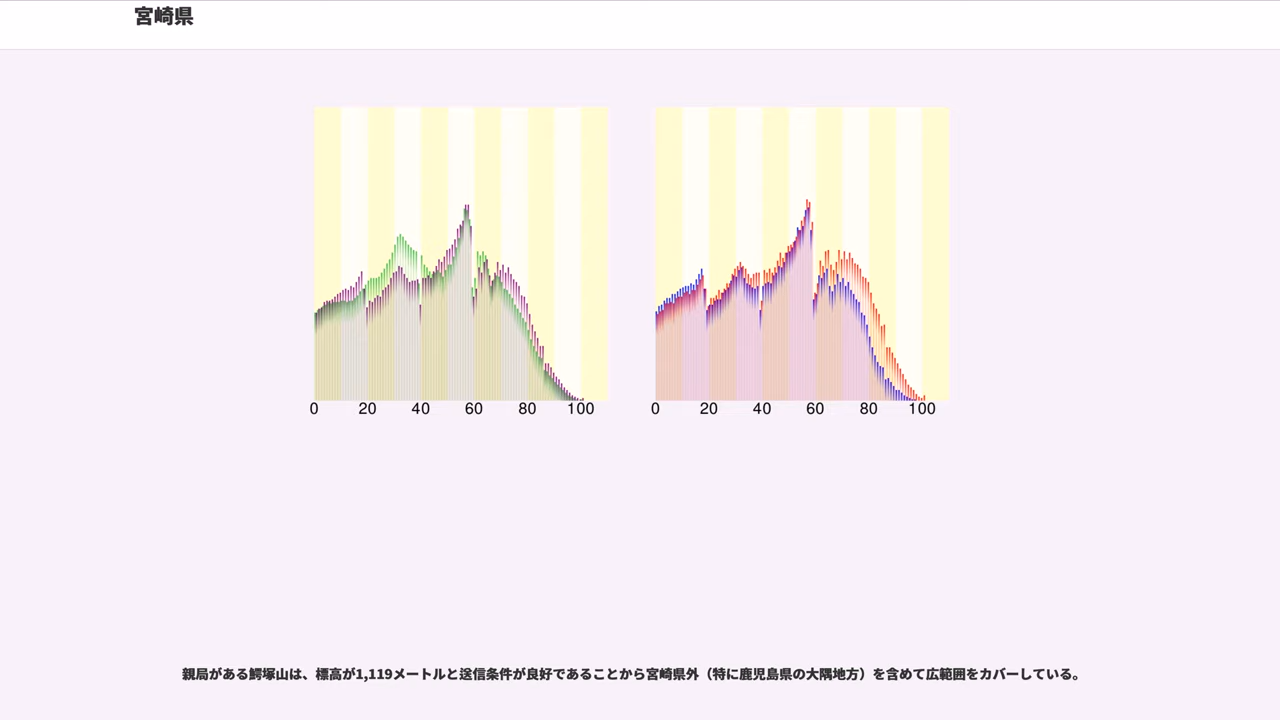 宮崎県
0 20 40 60 80 100
0 20 40 60 80 100
親局がある鰐塚山は、標高が1,119メートルと送信条件が良好であることから宮崎県外（特に鹿児島県の大隅地方）を含めて広範囲をカバーしている。